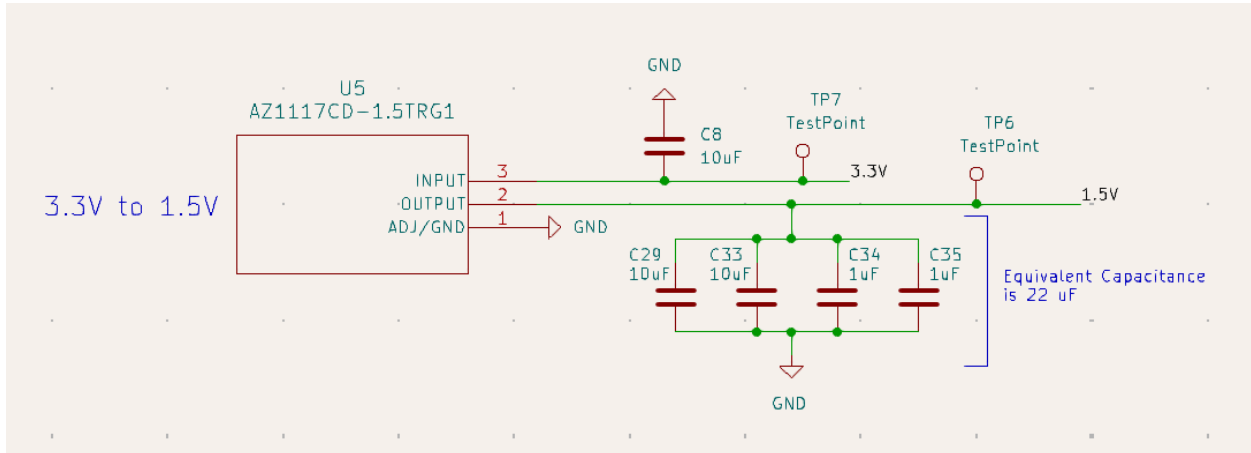 GND
U5
AZ1117CD-1.5TRG1
C8
10uF
TP7
TestPoint
TP6
TestPoint
3.3V to 1.5V
INPUT
3
3.3V
OUTPUT
2
1.5V
ADJ/GND
1
GND
C29
10uF
C33
10uF
C34
1uF
C35
1uF
Equivalent Capacitance
is 22 uF
GND